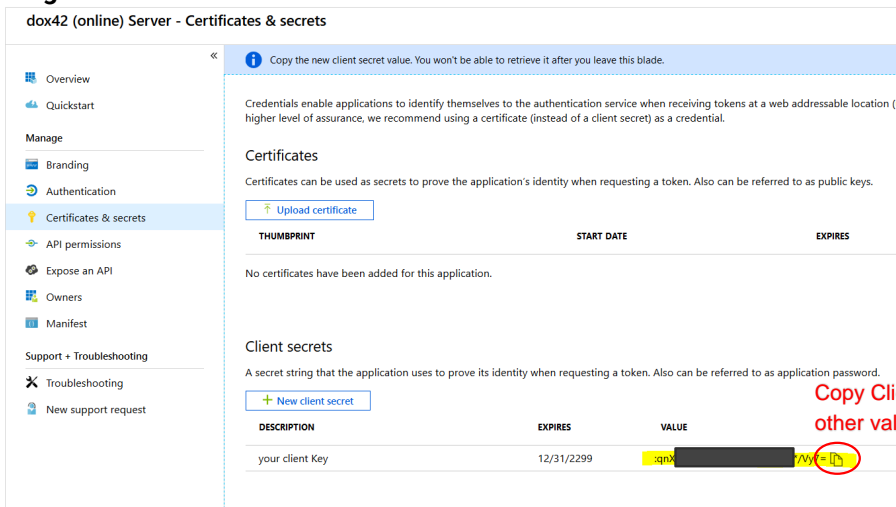 dox42 (online) Server - Certificates & secrets
«
Copy the new client secret value. You won't be able to retrieve it after you leave this blade.
Overview
Quickstart
Manage
Branding
Authentication
Certificates & secrets
API permissions
Expose an API
Owners
Manifest
Support + Troubleshooting
Troubleshooting
New support request
Credentials enable applications to identify themselves to the authentication service when receiving tokens at a web addressable location (
higher level of assurance, we recommend using a certificate (instead of a client secret) as a credential.
Certificates
Certificates can be used as secrets to prove the application's identity when requesting a token. Also can be referred to as public keys.
Upload certificate
THUMBPRINT START DATE EXPIRES
No certificates have been added for this application.
Client secrets
A secret string that the application uses to prove its identity when requesting a token. Also can be referred to as application password.
Copy Cli
other val
+ New client secret
DESCRIPTION EXPIRES VALUE
your client Key 12/31/2299 :qnX */Vy7=